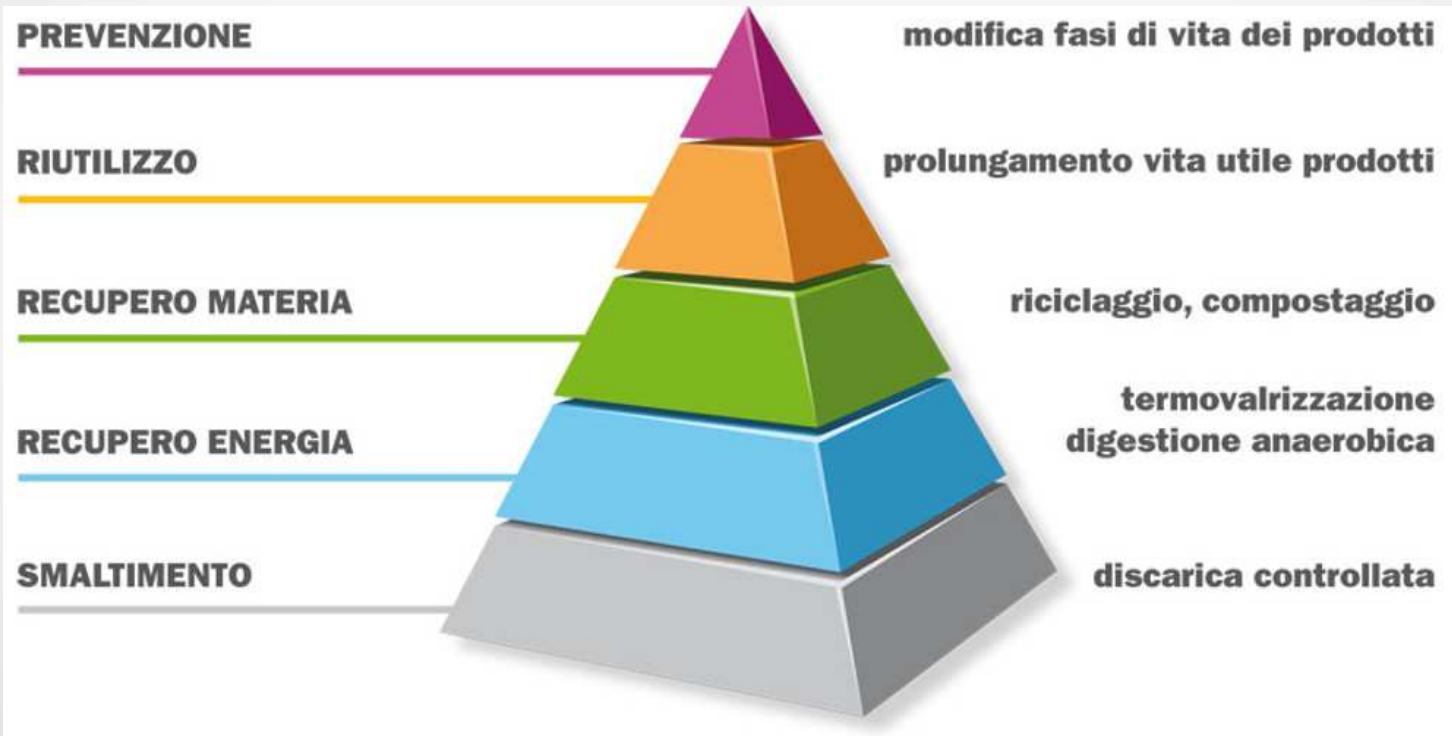 PREVENZIONE
modifica fasi di vita dei prodotti
RIUTILIZZO
prolungamento vita utile prodotti
RECUPERO MATERIA
riciclaggio, compostaggio
RECUPERO ENERGIA
termovalrizzazione
digestione anaerobica
SMALTIMENTO
discarica controllata